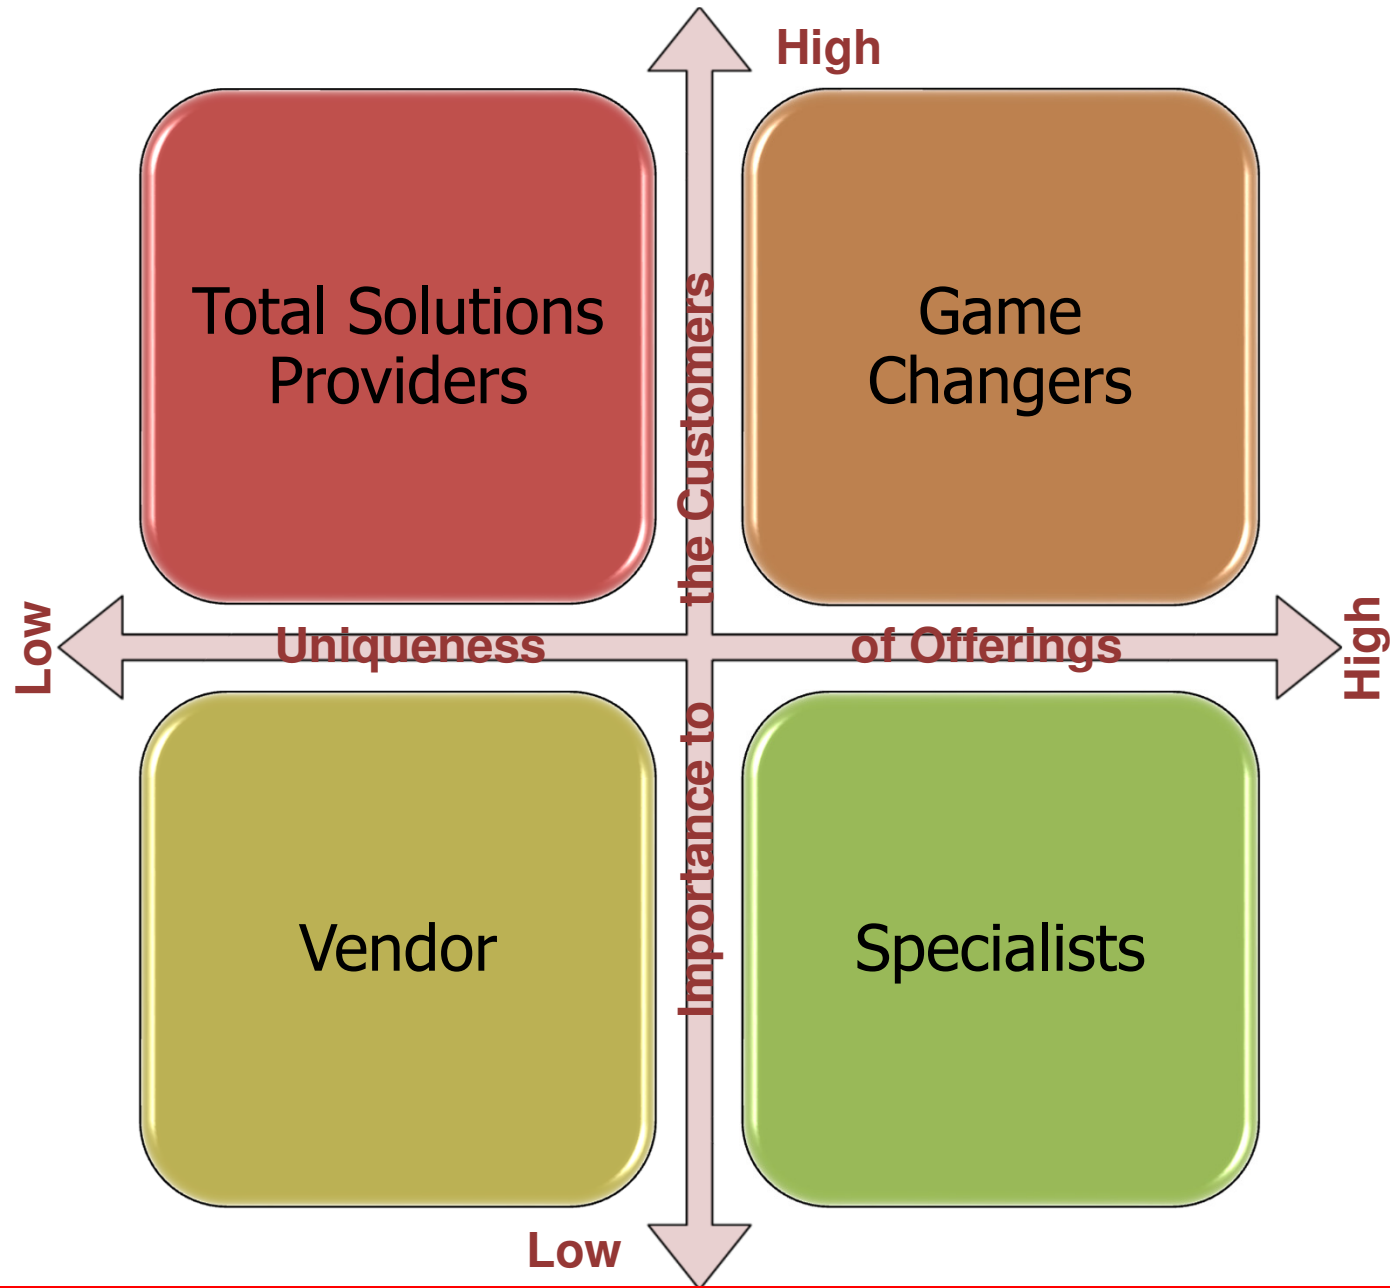 High
Total Solutions
Providers
Game
Changers
the Customers
Low
Uniqueness
of Offerings
High
Importance to
Vendor
Specialists
Low